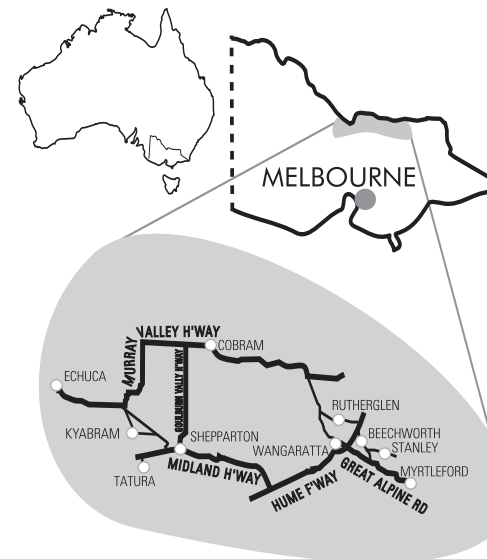 MELBOURNE
MURRAY
VALLEY H'WAY
COBRAM
GOULBURN VALLY H'WAY
ECHUCA
RUTHERGLEN
KYABRAM
SHEPPARTON
BEECHWORTH
WANGARATTA
STANLEY
TATURA
MIDLAND H'WAY
MYRTLEFORD
HUME F'WAY
GREAT ALPINE RD